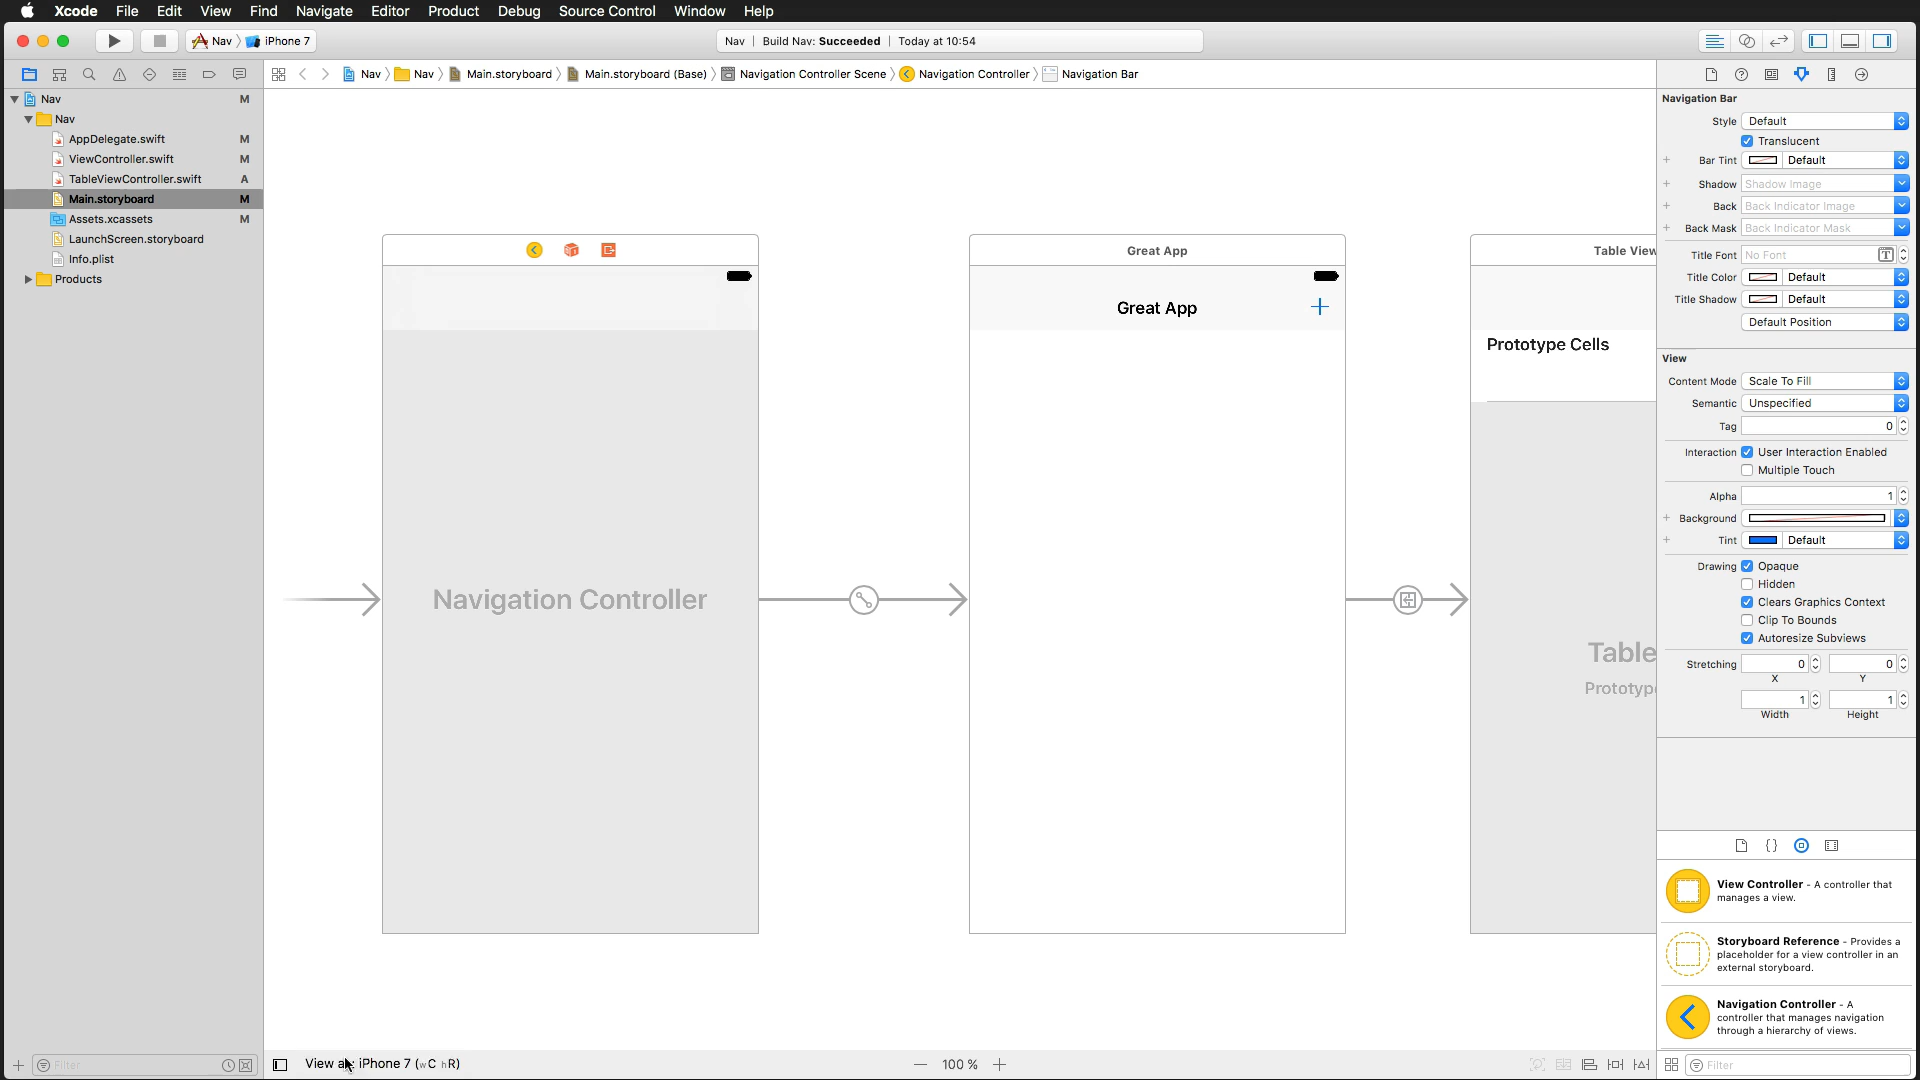 Xcode File Edit View Find Navigate Editor Product Debug Source Control Window Help
Nav iPhone 7 Nav | Build Nav: Succeeded | Today at 10:54
Nav Nav Main.storyboard Main.storyboard (Base) Navigation Controller Scene Navigation Controller Navigation Bar
Nav M
Nav
AppDelegate.swift M
ViewController.swift M
TableViewController.swift A
Main.storyboard M
Assets.xcassets M
LaunchScreen.storyboard
Info.plist
Products
Filter
Navigation Controller
Great App
Great App
Table View
Prototype Cells
Table
Prototype
View as: iPhone 7 (wC hR)
100 %
Navigation Bar
Style Default
Translucent
Bar Tint Default
Shadow Shadow Image
Back Back Indicator Image
Back Mask Back Indicator Mask
Title Font No Font
Title Color Default
Title Shadow Default
Default Position
View
Content Mode Scale To Fill
Semantic Unspecified
Tag 0
Interaction User Interaction Enabled
Multiple Touch
Alpha 1
Background
Tint Default
Drawing Opaque
Hidden
Clears Graphics Context
Clip To Bounds
Autoresize Subviews
Stretching 0 0
X Y
1 1
Width Height
View Controller - A controller that
manages a view.
Storyboard Reference - Provides a
placeholder for a view controller in an
external storyboard.
Navigation Controller - A
controller that manages navigation
through a hierarchy of views.
Filter